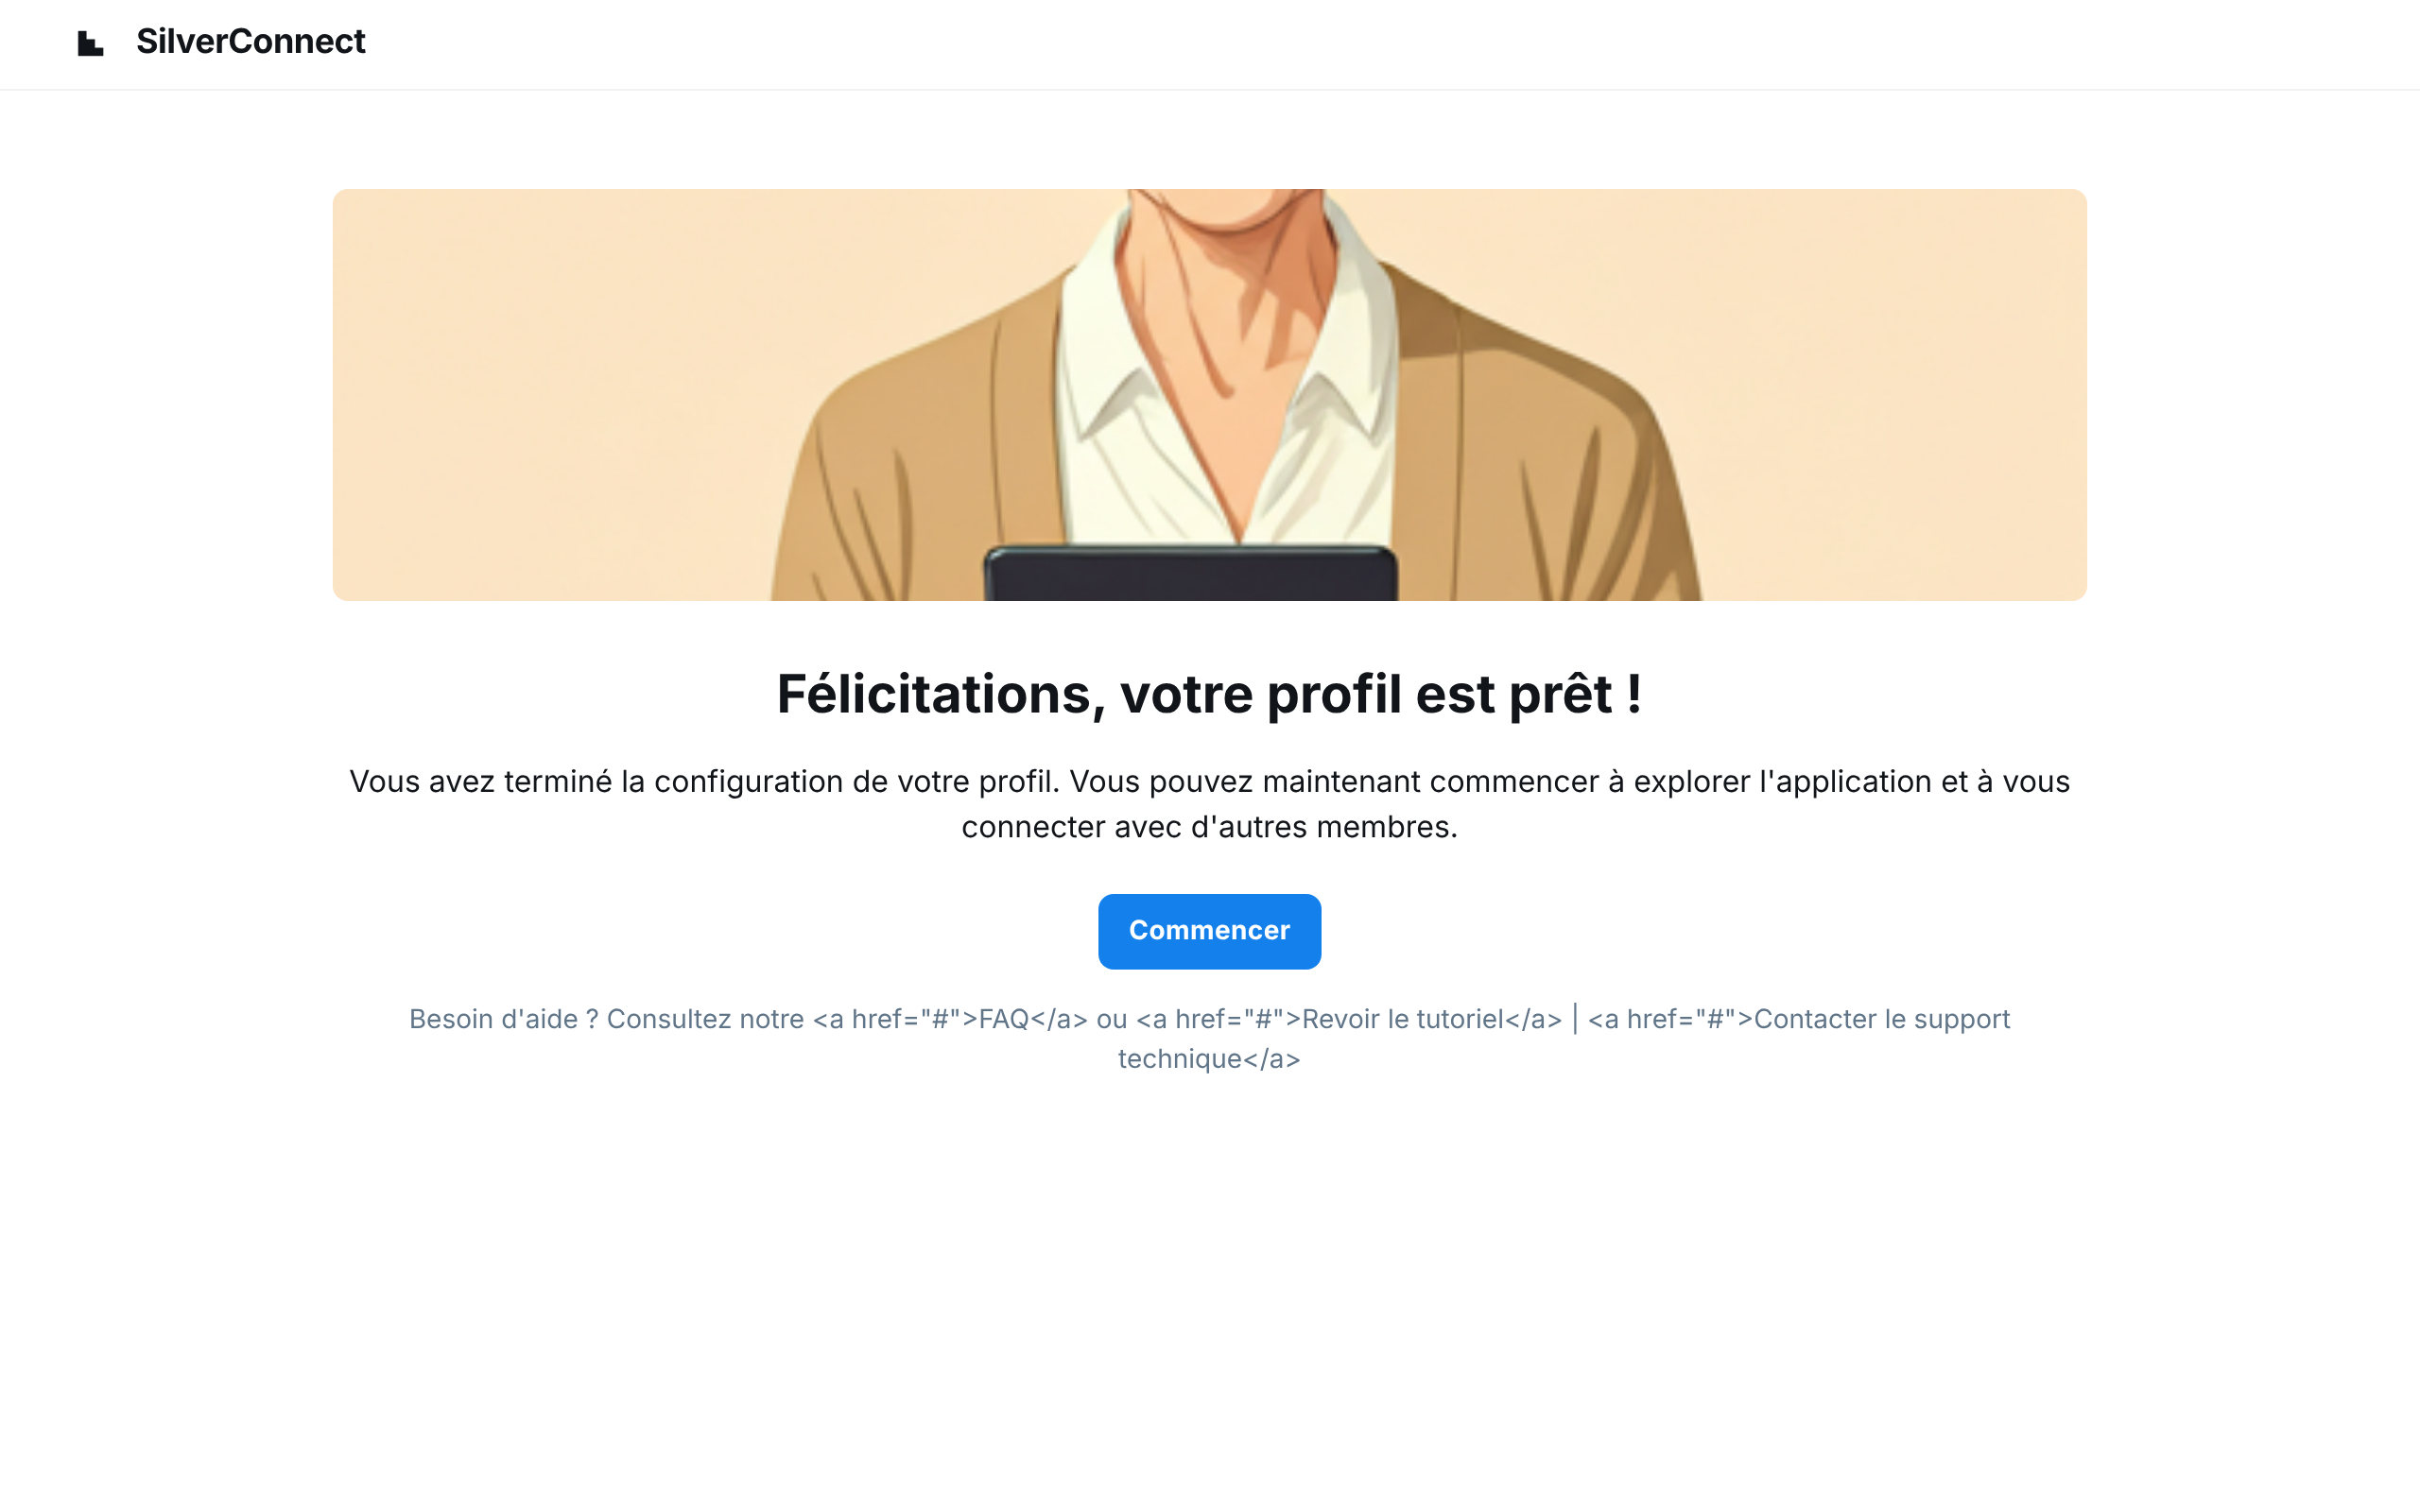 SilverConnect
Félicitations, votre profil est prêt !
Vous avez terminé la configuration de votre profil. Vous pouvez maintenant commencer à explorer l'application et à vous
connecter avec d'autres membres.
Commencer
Besoin d'aide ? Consultez notre <a href="#">FAQ</a> ou <a href="#">Revoir le tutoriel</a> | <a href="#">Contacter le support
technique</a>